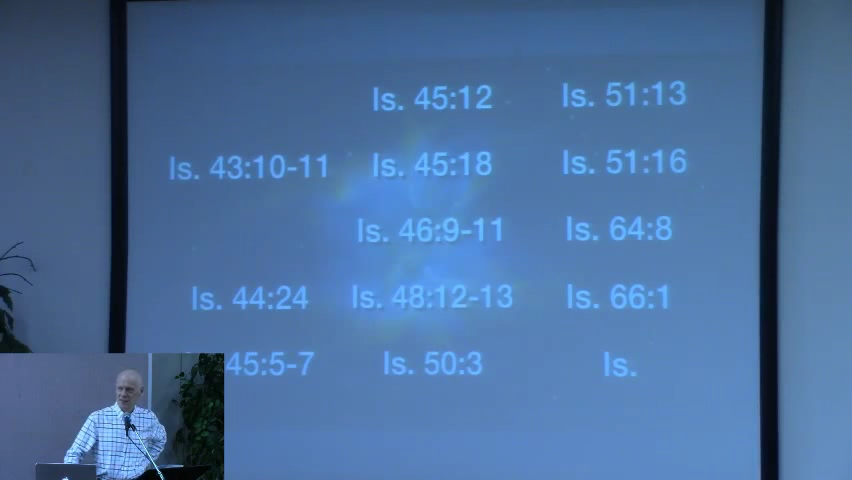 Is. 45:12 Is. 51:13
Is. 43:10-11 Is. 45:18 Is. 51:16
Is. 46:9-11 Is. 64:8
Is. 44:24 Is. 48:12-13 Is. 66:1
45:5-7 Is. 50:3 Is.